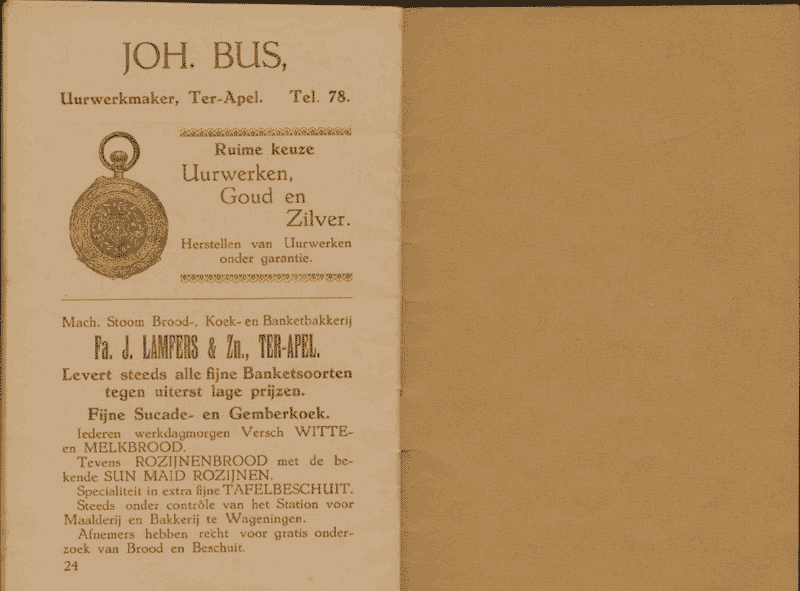 JOH. BUS,
Uurwerkmaker, Ter-Apel. Tel. 78.
Ruime keuze
Uurwerken,
Goud en
Zilver.
Herstellen van Uurwerken
onder garantie.
Mach. Stoom Brood-, Koek- en Banketbakkerij
Fa. J. LAMFERS & Zn., TER-APEL.
Levert steeds alle fijne Banketsoorten
tegen uiterst lage prijzen.
Fijne Sucade- en Gemberkoek.
Iederen werkdagmorgen Versch WITTE-
en MELKBROOD.
Tevens ROZIJNENBROOD met de be-
kende SUN MAID ROZIJNEN.
Specialiteit in extra fijne TAFELBESCHUIT.
Steeds onder contrôle van het Station voor
Maalderij en Bakkerij te Wageningen.
Afnemers hebben recht voor gratis onder-
zoek van Brood en Beschuit.
24